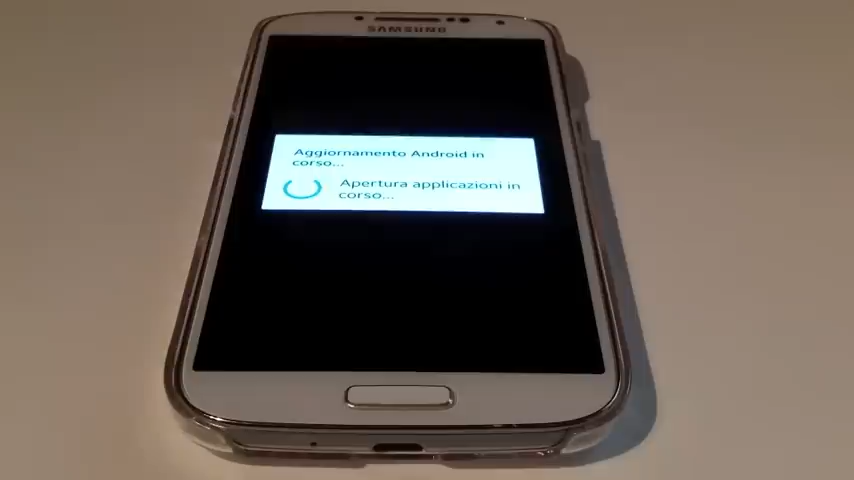 SAMSUNG
Aggiornamento Android in
corso...
Apertura applicazioni in
corso...